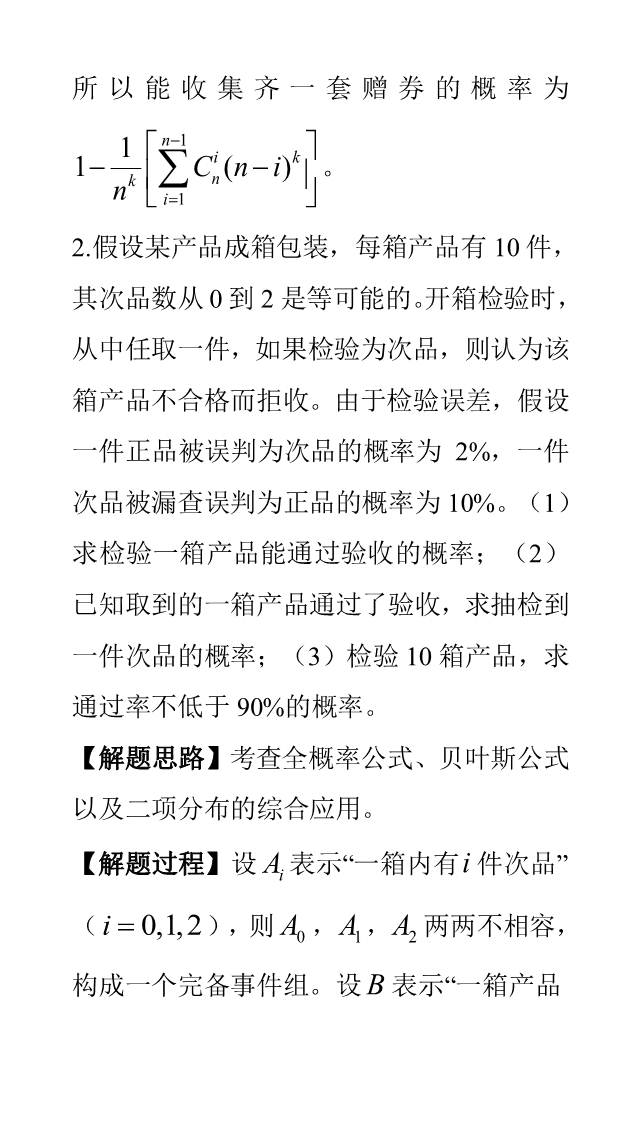 所以能收集齐一套赠券的概率为
$1-\frac{1}{n^k}\left[\sum_{i=1}^{n-1}C_n^i(n-i)^k|\right]$。
2.假设某产品成箱包装，每箱产品有 10 件，
其次品数从 0 到 2 是等可能的。开箱检验时，
从中任取一件，如果检验为次品，则认为该
箱产品不合格而拒收。由于检验误差，假设
一件正品被误判为次品的概率为 2%，一件
次品被漏查误判为正品的概率为 10%。（1）
求检验一箱产品能通过验收的概率；（2）
已知取到的一箱产品通过了验收，求抽检到
一件次品的概率；（3）检验 10 箱产品，求
通过率不低于 90%的概率。
【解题思路】考查全概率公式、贝叶斯公式
以及二项分布的综合应用。
【解题过程】设 $A_i$ 表示“一箱内有 $i$ 件次品”
（$i=0,1,2$），则 $A_0$，$A_1$，$A_2$ 两两不相容，
构成一个完备事件组。设 $B$ 表示“一箱产品